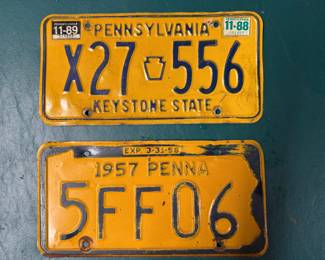 11-89
PENNSYLVANIA
11-88
X27 556
KEYSTONE STATE
EXP. 3-31-58
1957 PENNA
5FF06